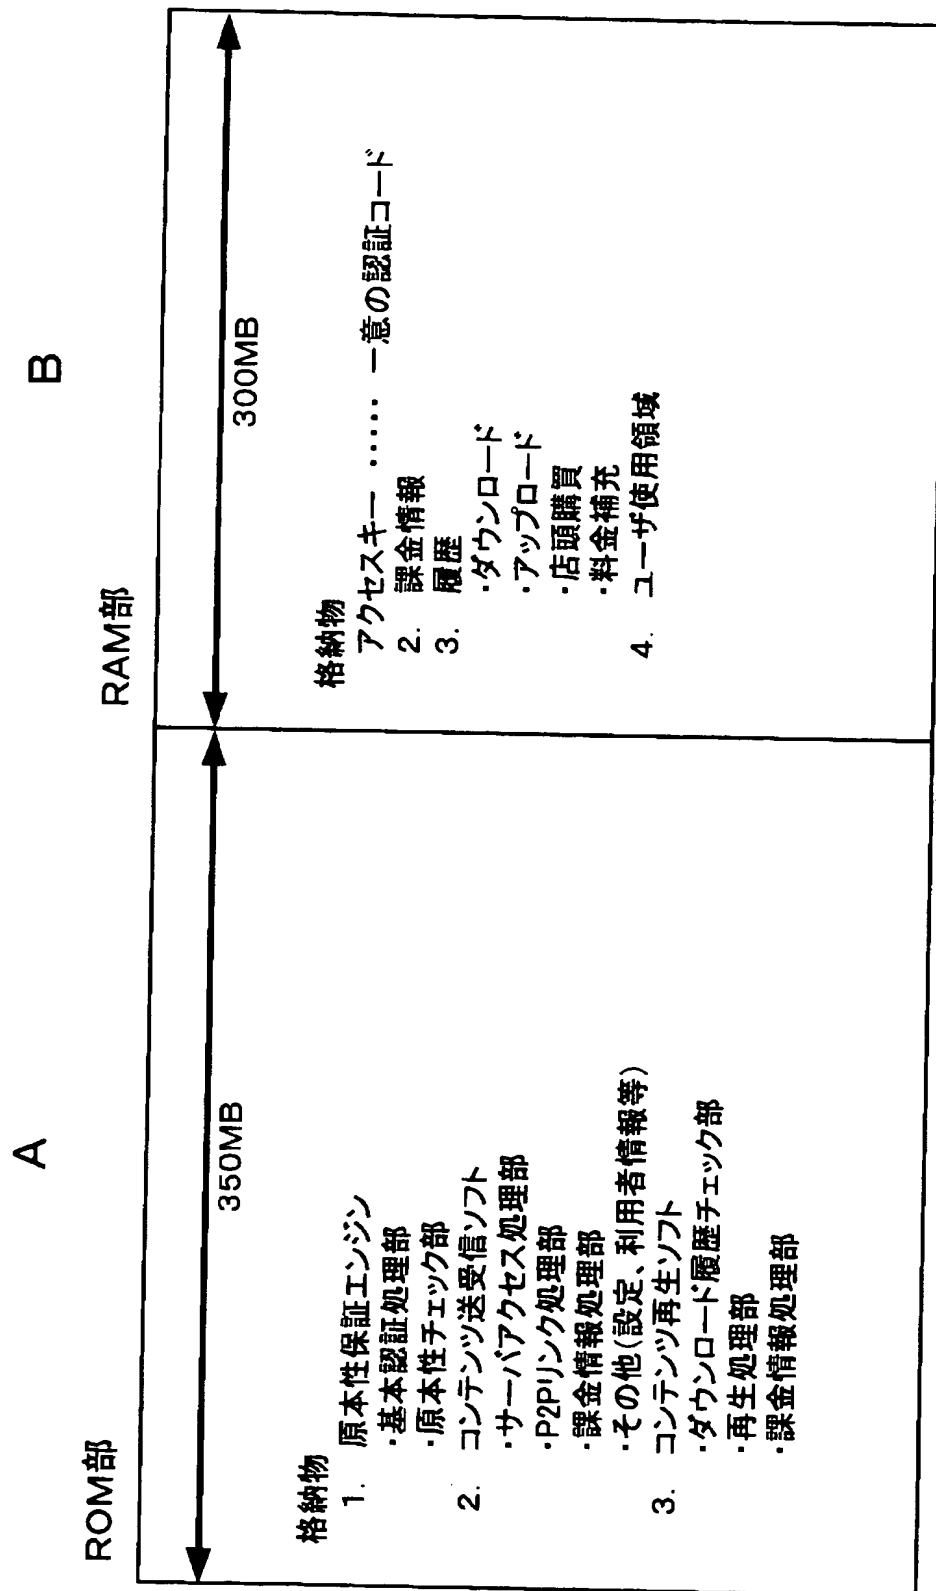 A
ROM部
350MB
格納物
1. 原本性保証エンジン
・基本認証処理部
・原本性チェック部
2. コンテンツ送受信ソフト
・サーバアクセス処理部
・P2Pリンク処理部
・課金情報処理部
・その他(設定、利用者情報等)
3. コンテンツ再生ソフト
・ダウンロード履歴チェック部
・再生処理部
・課金情報処理部
B
RAM部
300MB
格納物
アクセスキー ‥‥‥ 一意の認証コード
2. 課金情報
3. 履歴
・ダウンロード
・アップロード
・店頭購買
・料金補充
4. ユーザ使用領域